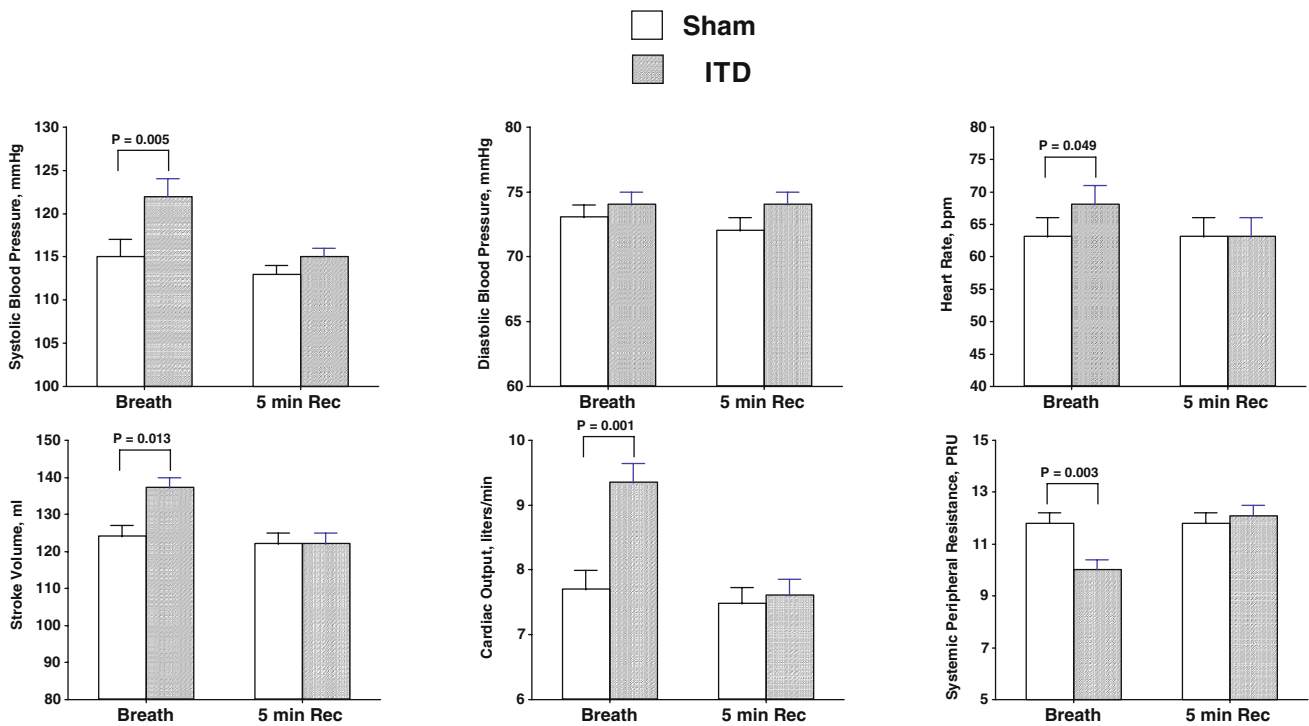 Sham
ITD
Systolic Blood Pressure, mmHg
130
125
120
115
110
105
100
P = 0.005
Breath
5 min Rec
Diastolic Blood Pressure, mmHg
80
75
70
65
60
Breath
5 min Rec
Heart Rate, bpm
80
75
70
65
60
55
50
45
40
P = 0.049
Breath
5 min Rec
Stroke Volume, ml
150
140
130
120
110
100
90
80
P = 0.013
Breath
5 min Rec
Cardiac Output, liters/min
10
9
8
7
6
P = 0.001
Breath
5 min Rec
Systemic Peripheral Resistance, PRU
15
13
11
9
7
5
P = 0.003
Breath
5 min Rec